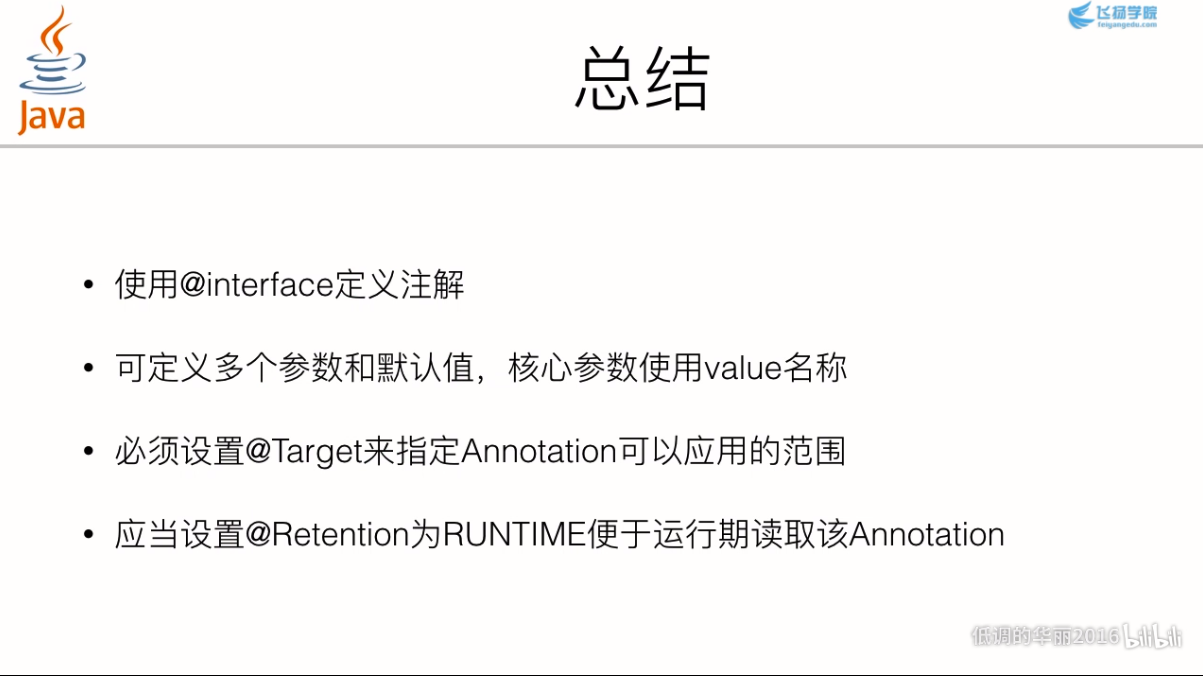 飞扬学院
feiyangedu.com
Java
总结
• 使用@interface定义注解
• 可定义多个参数和默认值，核心参数使用value名称
• 必须设置@Target来指定Annotation可以应用的范围
• 应当设置@Retention为RUNTIME便于运行期读取该Annotation
低调的华丽2016 bilibili